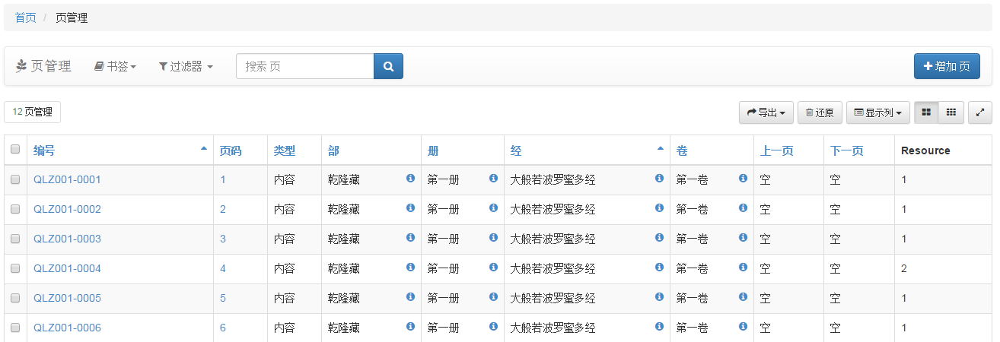 首页 / 页管理
页管理 书签 过滤器 搜索 页 增加 页
12 页管理 导出 还原 显示列
编号 页码 类型 部 册 经 卷 上一页 下一页 Resource
QLZ001-0001 1 内容 乾隆藏 第一册 大般若波罗蜜多经 第一卷 空 空 1
QLZ001-0002 2 内容 乾隆藏 第一册 大般若波罗蜜多经 第一卷 空 空 1
QLZ001-0003 3 内容 乾隆藏 第一册 大般若波罗蜜多经 第一卷 空 空 1
QLZ001-0004 4 内容 乾隆藏 第一册 大般若波罗蜜多经 第一卷 空 空 2
QLZ001-0005 5 内容 乾隆藏 第一册 大般若波罗蜜多经 第一卷 空 空 1
QLZ001-0006 6 内容 乾隆藏 第一册 大般若波罗蜜多经 第一卷 空 空 1